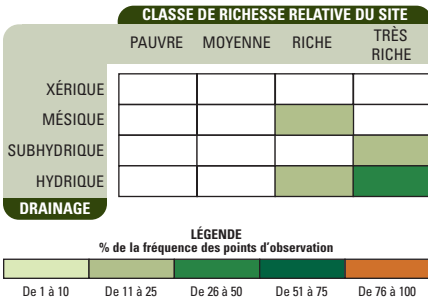 CLASSE DE RICHESSE RELATIVE DU SITE
PAUVRE MOYENNE RICHE TRÈS RICHE
XÉRIQUE
MÉSIQUE
SUBHYDRIQUE
HYDRIQUE
DRAINAGE
LÉGENDE
% de la fréquence des points d’observation
De 1 à 10 De 11 à 25 De 26 à 50 De 51 à 75 De 76 à 100